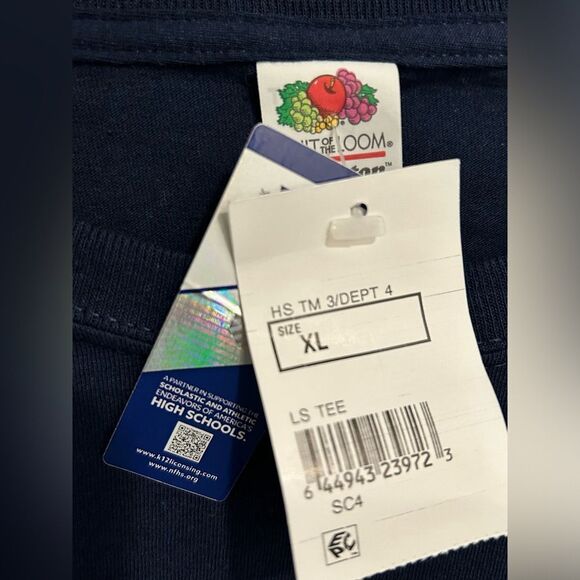 OF
THE LOOM®
HS TM 3/DEPT 4
SIZE
XL
LS TEE
6 44943 23972 3
SC4
EPC
A PARTNER IN SUPPORTING THE
SCHOLASTIC AND ATHLETIC
ENDEAVORS OF AMERICA'S
HIGH SCHOOLS.
www.k12licensing.com
www.nfhs.org